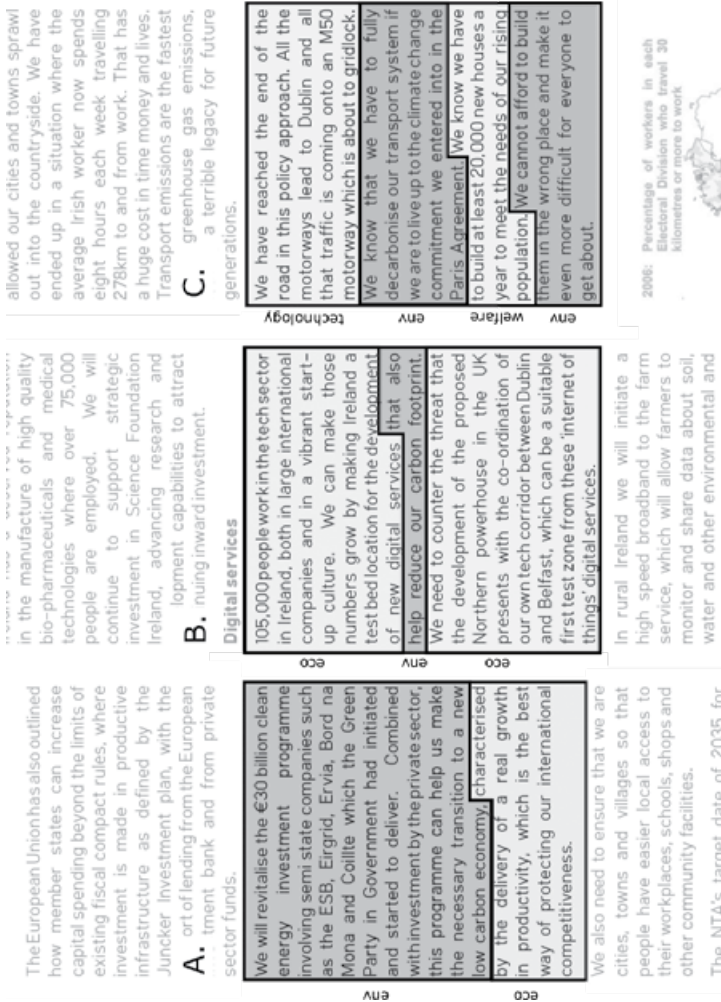 The European Union has also outlined
how member states can increase
capital spending beyond the limits of
existing fiscal compact rules, where
investment is made in productive
infrastructure as defined by the
Juncker Investment plan, with the
A.
ort of lending from the European
tment bank and from private
sector funds.
We will revitalise the €30 billion clean
energy investment programme
involving semi state companies such
as the ESB, Eirgrid, Ervia, Bord na
Mona and Coillte which the Green
Party in Government had initiated
and started to deliver. Combined
with investment by the private sector,
this programme can help us make
the necessary transition to a new
low carbon economy, characterised
by the delivery of a real growth
in productivity, which is the best
way of protecting our international
competitiveness.
env
eco
We also need to ensure that we are
cities, towns and villages so that
people have easier local access to
their workplaces, schools, shops and
other community facilities.
The NTA's target date of 2035 for
in the manufacture of high quality
bio-pharmaceuticals and medical
technologies where over 75,000
people are employed. We will
continue to support strategic
investment in Science Foundation
Ireland, advancing research and
lopment capabilities to attract
B.
nuing inward investment.
Digital services
105,000 people work in the tech sector
in Ireland, both in large international
companies and in a vibrant start-
up culture. We can make those
numbers grow by making Ireland a
test bed location for the development
of new digital services that also
help reduce our carbon footprint.
We need to counter the threat that
the development of the proposed
Northern powerhouse in the UK
presents with the co-ordination of
our own tech corridor between Dublin
and Belfast, which can be a suitable
first test zone from these 'internet of
things' digital services.
eco
env
eco
In rural Ireland we will initiate a
high speed broadband to the farm
service, which will allow farmers to
monitor and share data about soil,
water and other environmental and
allowed our cities and towns sprawl
out into the countryside. We have
ended up in a situation where the
average Irish worker now spends
eight hours each week travelling
278km to and from work. That has
a huge cost in time money and lives.
Transport emissions are the fastest
C.
greenhouse gas emissions,
a terrible legacy for future
generations.
We have reached the end of the
road in this policy approach. All the
motorways lead to Dublin and all
that traffic is coming onto an M50
motorway which is about to gridlock.
We know that we have to fully
decarbonise our transport system if
we are to live up to the climate change
commitment we entered into in the
Paris Agreement. We know we have
to build at least 20,000 new houses a
year to meet the needs of our rising
population. We cannot afford to build
them in the wrong place and make it
even more difficult for everyone to
get about.
technology
env
welfare
env
2006: Percentage of workers in each
Electoral Division who travel 30
kilometres or more to work